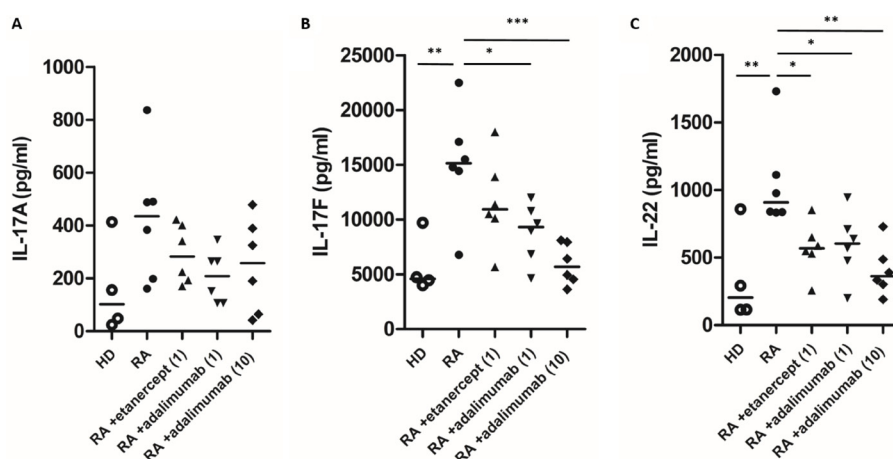 A
IL-17A (pg/ml)
1000
800
600
400
200
0
HD
RA
RA +etanercept (1)
RA +adalimumab (1)
RA +adalimumab (10)
B
***
**
*
IL-17F (pg/ml)
25000
20000
15000
10000
5000
0
HD
RA
RA +etanercept (1)
RA +adalimumab (1)
RA +adalimumab (10)
C
**
*
**
*
IL-22 (pg/ml)
2000
1500
1000
500
0
HD
RA
RA +etanercept (1)
RA +adalimumab (1)
RA +adalimumab (10)